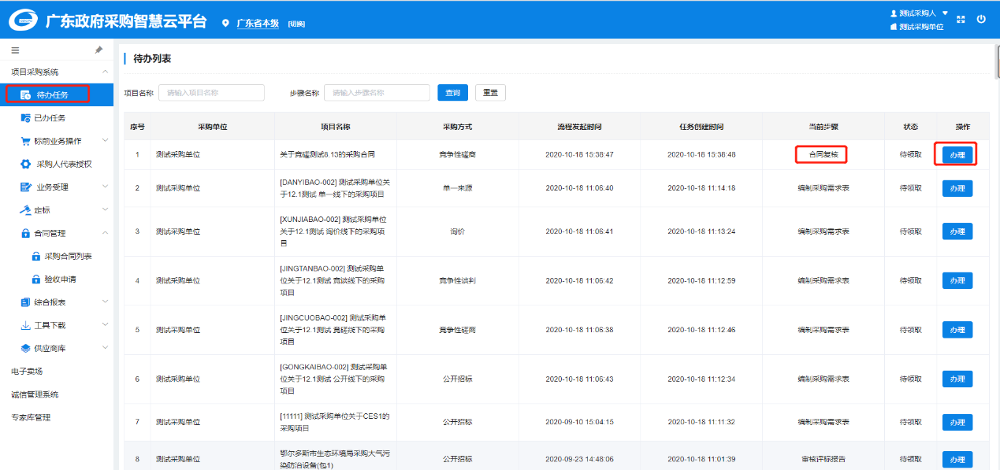 广东政府采购智慧云平台
广东省本级
[切换]
测试采购人
测试采购单位
项目采购系统
待办任务
已办任务
标前业务操作
采购人代表授权
业务受理
定标
合同管理
采购合同列表
验收申请
综合报表
工具下载
供应商库
电子卖场
诚信管理系统
专家库管理
待办列表
项目名称 请输入项目名称 步骤名称 请输入步骤名称 查询 重置
序号 采购单位 项目名称 采购方式 流程发起时间 任务创建时间 当前步骤 状态 操作
1 测试采购单位 关于竞磋测试8.13的采购合同 竞争性磋商 2020-10-18 15:38:47 2020-10-18 15:38:48 合同复核 待领取 办理
[DANYIBAO-002] 测试采购单位关
2 测试采购单位 单一来源 2020-10-18 11:06:40 2020-10-18 11:14:18 编制采购需求表 待领取 办理
于12.1测试 单一线下的采购项目
[XUNJIABAO-002] 测试采购单位
3 测试采购单位 关于12.1测试 询价线下的采购项 询价 2020-10-18 11:06:41 2020-10-18 11:13:24 编制采购需求表 待领取 办理
目
[JINGTANBAO-002] 测试采购单
4 测试采购单位 位关于12.1测试 竞谈线下的采购 竞争性谈判 2020-10-18 11:06:42 2020-10-18 11:12:59 编制采购需求表 待领取 办理
项目
[JINGCUOBAO-002] 测试采购单
5 测试采购单位 位关于12.1测试 竞磋线下的采购 竞争性磋商 2020-10-18 11:06:38 2020-10-18 11:12:46 编制采购需求表 待领取 办理
项目
[GONGKAIBAO-002] 测试采购单
6 测试采购单位 位关于12.1测试 公开线下的采购 公开招标 2020-10-18 11:06:43 2020-10-18 11:12:34 编制采购需求表 待领取 办理
项目
[11111] 测试采购单位关于CES1的
7 测试采购单位 公开招标 2020-09-10 15:04:15 2020-10-18 11:11:32 编制采购需求表 待领取 办理
采购项目
鄂尔多斯市生态环境局采购大气污
8 测试采购单位 公开招标 2020-09-23 14:48:06 2020-10-18 11:01:39 审核评标报告 待领取 办理
染防治设备(包1)